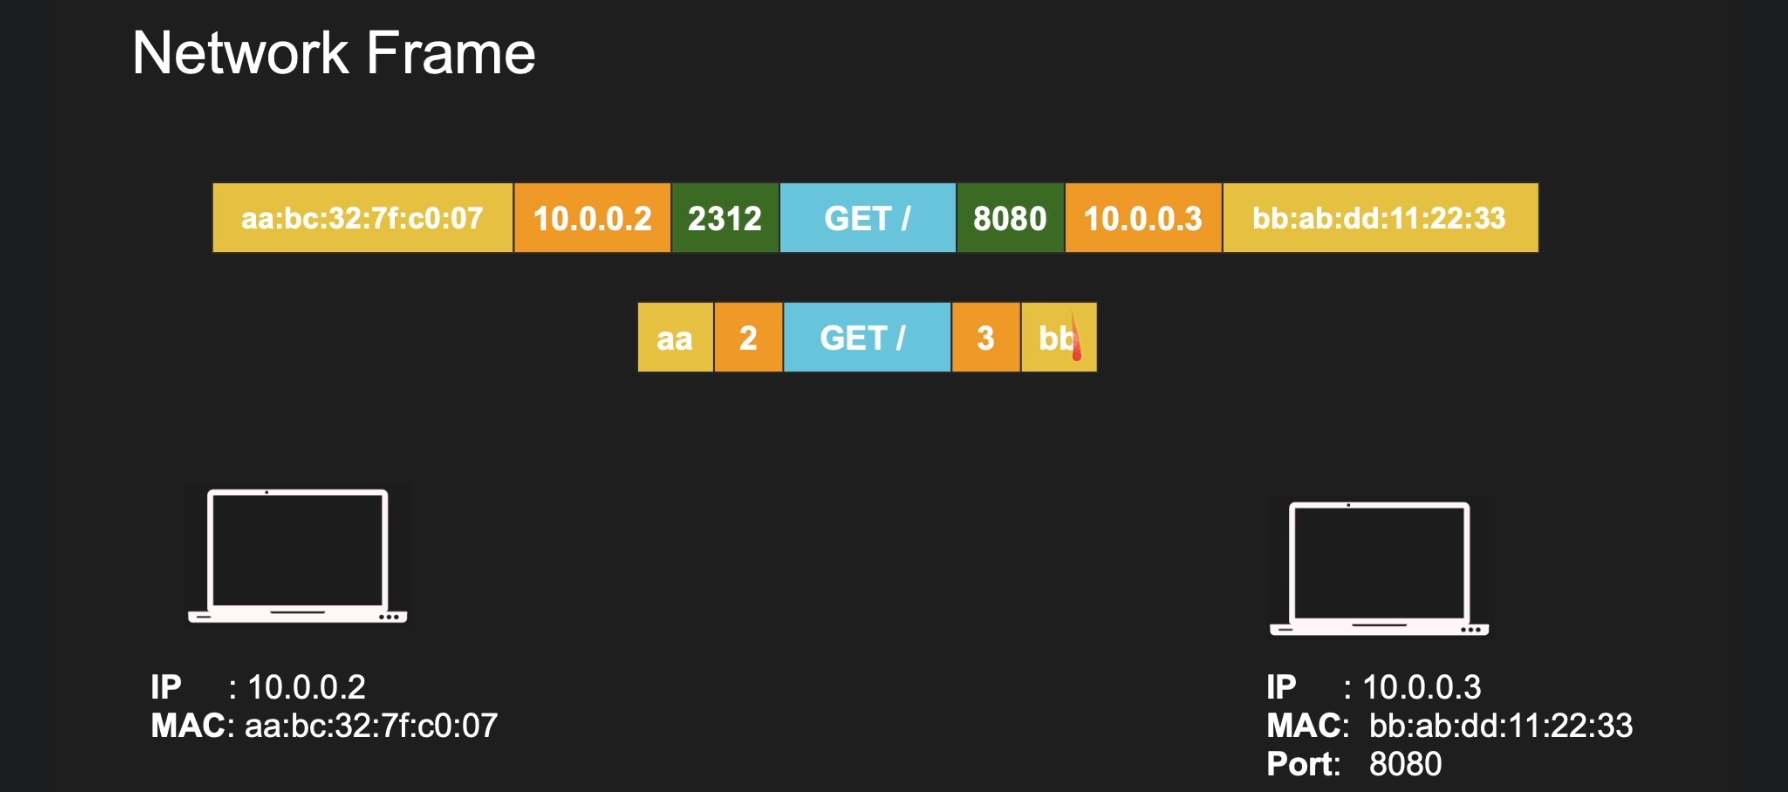 Network Frame
aa:bc:32:7f:c0:07 10.0.0.2 2312 GET / 8080 10.0.0.3 bb:ab:dd:11:22:33
aa 2 GET / 3 bb
IP : 10.0.0.2
MAC: aa:bc:32:7f:c0:07
IP : 10.0.0.3
MAC: bb:ab:dd:11:22:33
Port: 8080